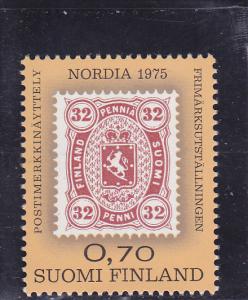 NORDIA 1975
POSTIMERKKINÄYTTELY
FRIMÄRKSUTSTÄLLNINGEN
32 PENNIÄ 32
FINLAND
SUOMI
32 PENNI 32
0,70
SUOMI FINLAND